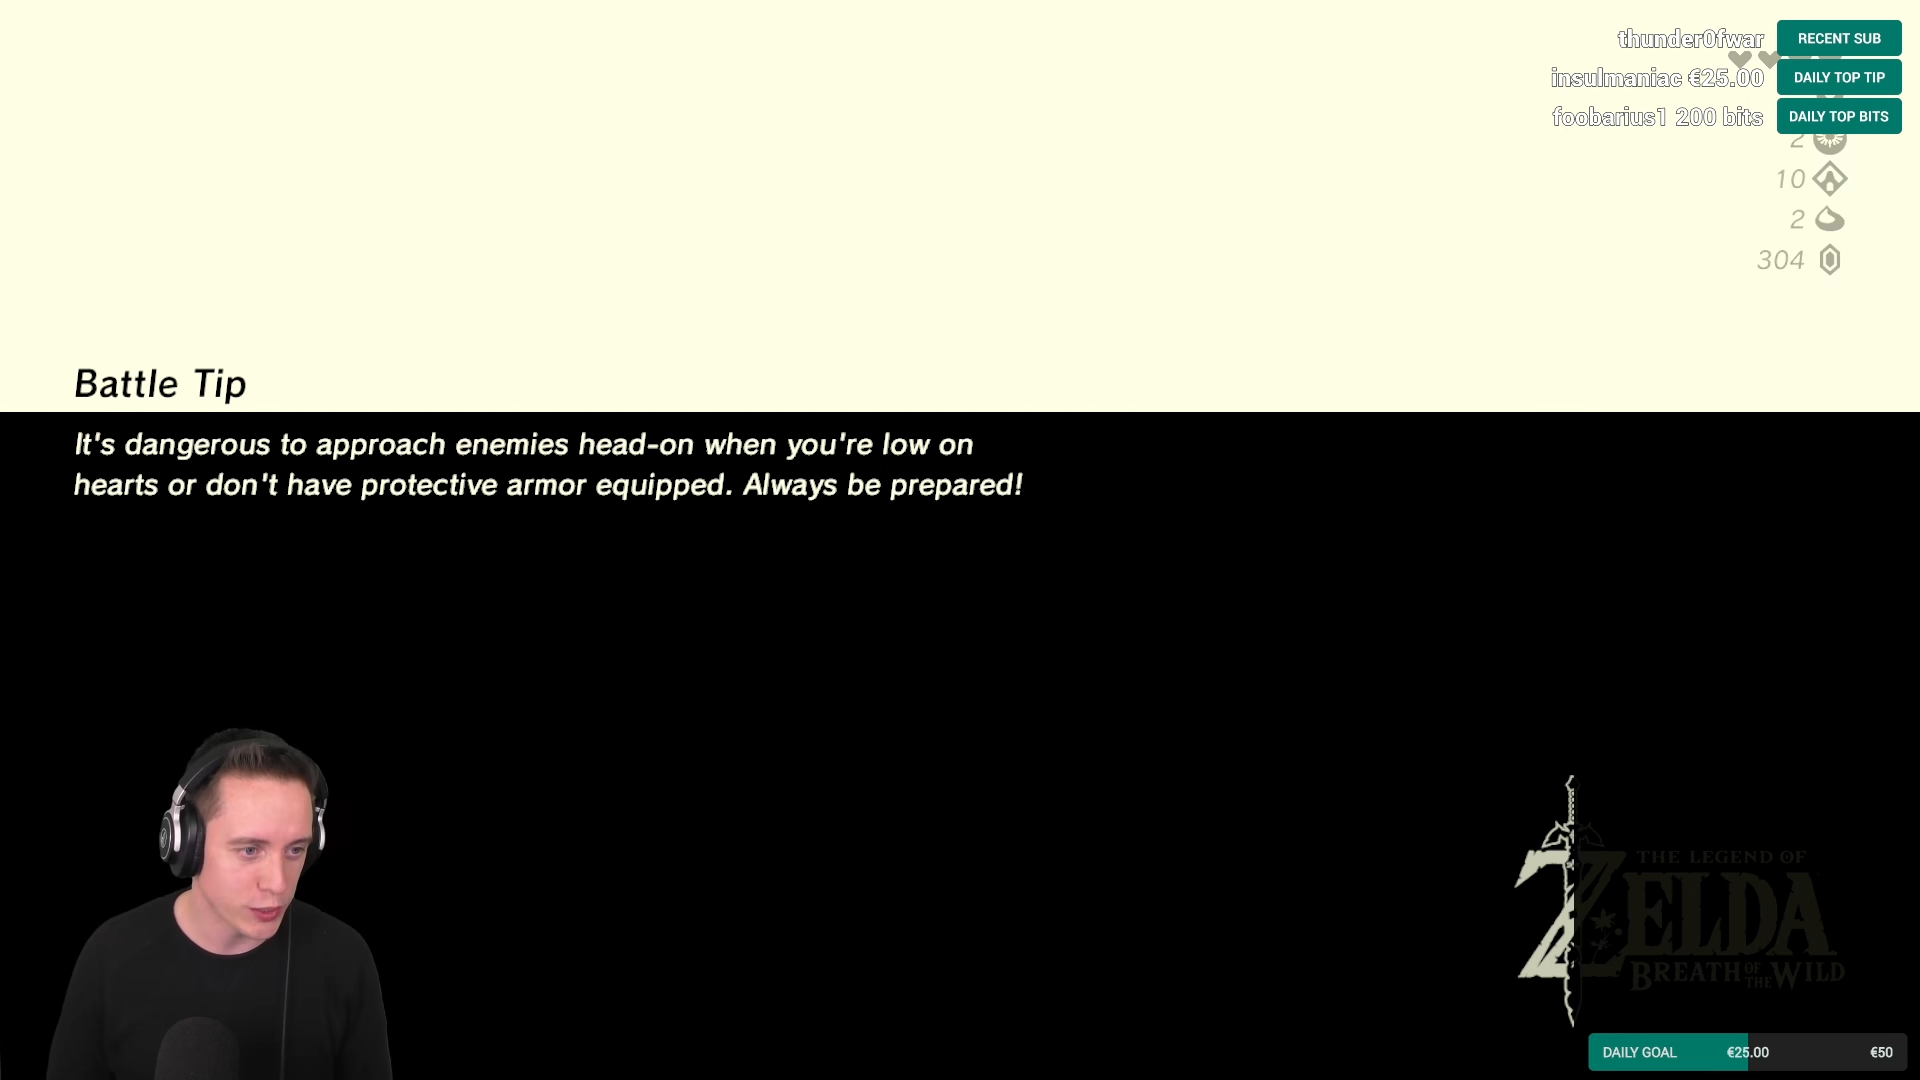 thunder0fwar RECENT SUB
insulmaniac €25.00 DAILY TOP TIP
foobarius1 200 bits DAILY TOP BITS
2
10
2
304
Battle Tip
It's dangerous to approach enemies head-on when you're low on
hearts or don't have protective armor equipped. Always be prepared!
THE LEGEND OF
ZELDA
BREATH OF THE WILD
DAILY GOAL €25.00 €50